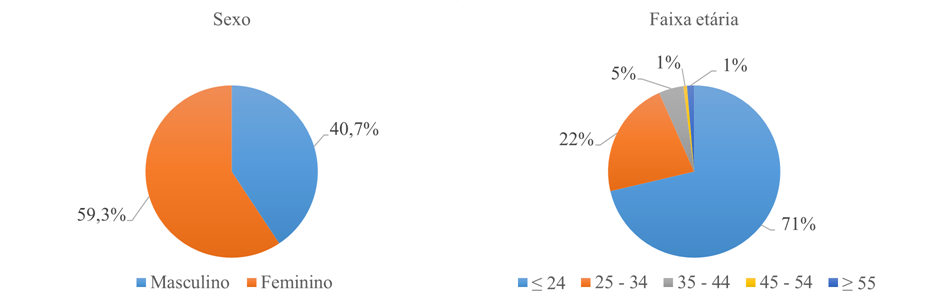 Sexo
40,7%
59,3%
Masculino Feminino
Faixa etária
1%
1%
5%
22%
71%
≤ 24 25 - 34 35 - 44 45 - 54 ≥ 55